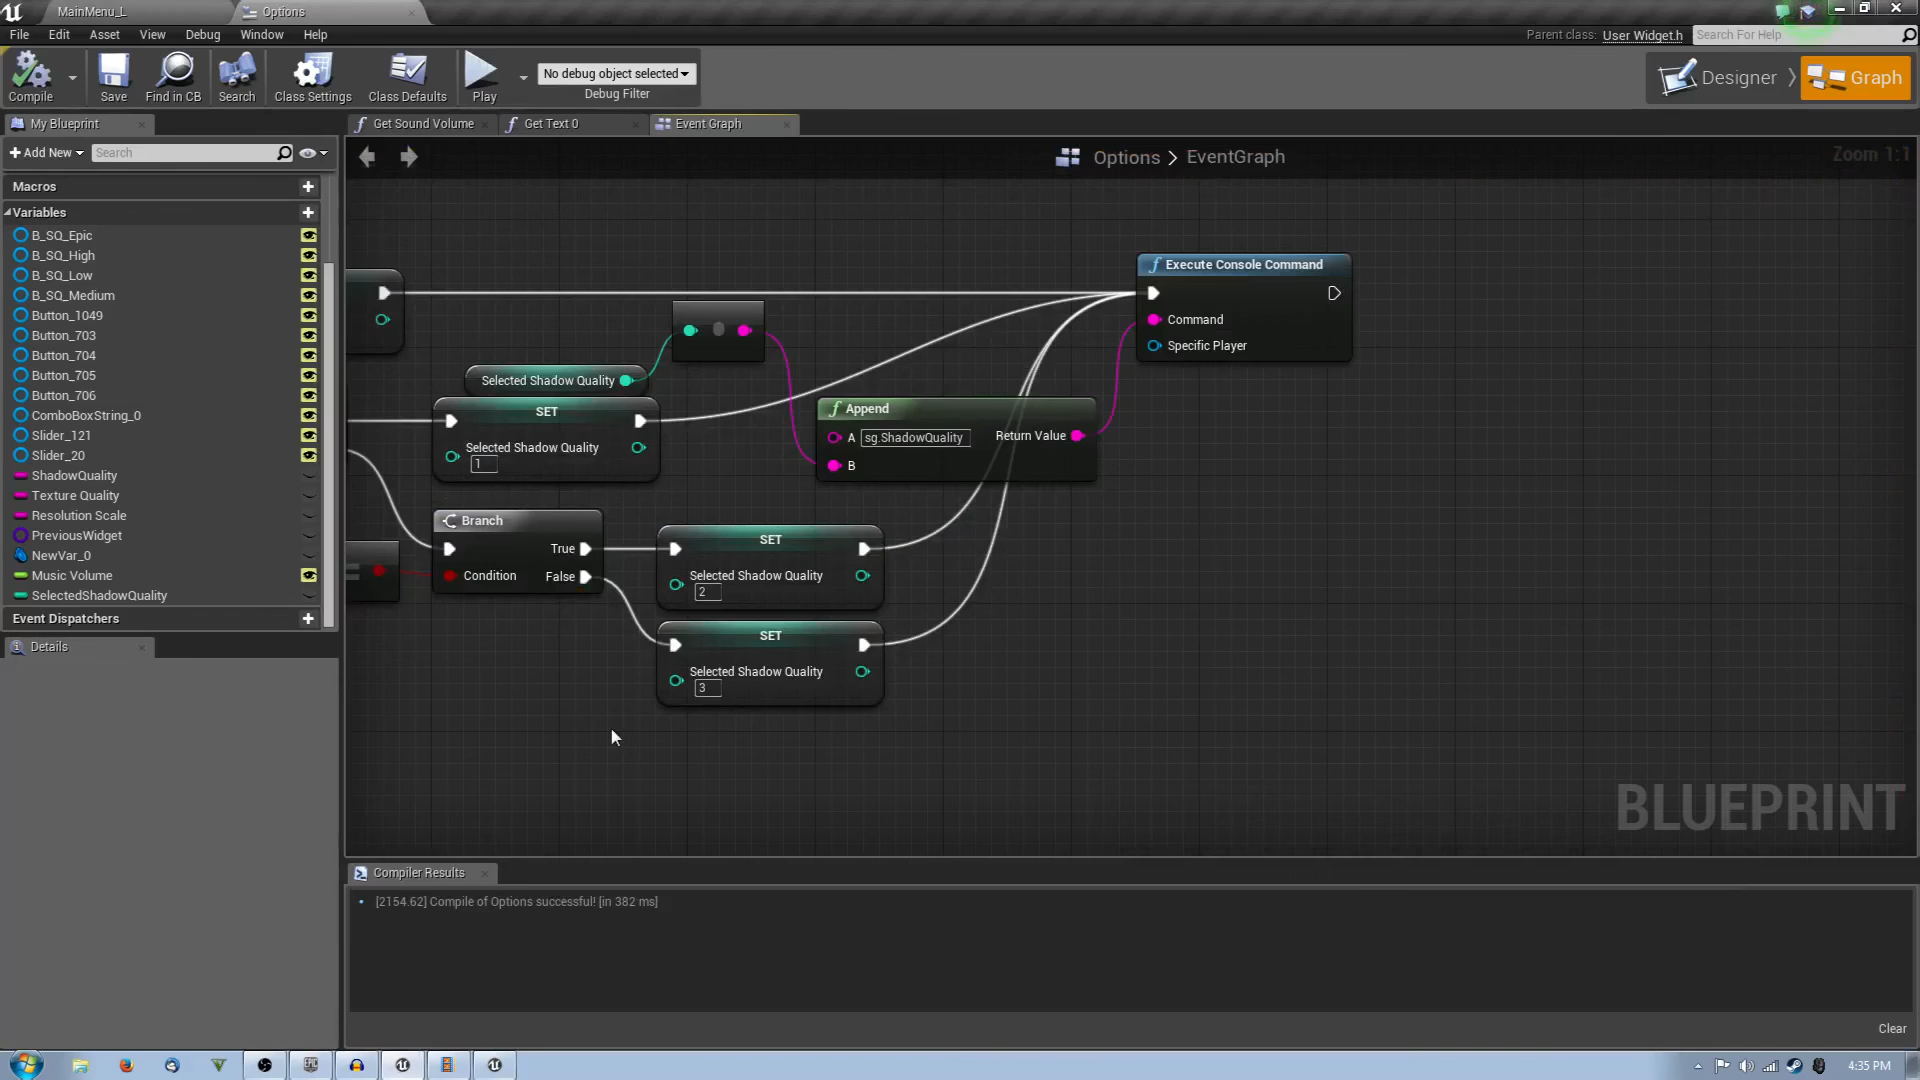 MainMenu_L
Options
File Edit Asset View Debug Window Help
Parent class: User Widget.h
Search For Help
Compile
Save
Find in CB
Search
Class Settings
Class Defaults
Play
No debug object selected
Debug Filter
Designer
Graph
My Blueprint
Get Sound Volume
Get Text 0
Event Graph
Add New
Search
Options > EventGraph
Zoom 1:1
Macros
Variables
B_SQ_Epic
B_SQ_High
B_SQ_Low
B_SQ_Medium
Button_1049
Button_703
Button_704
Button_705
Button_706
ComboBoxString_0
Slider_121
Slider_20
ShadowQuality
Texture Quality
Resolution Scale
PreviousWidget
NewVar_0
Music Volume
SelectedShadowQuality
Event Dispatchers
Details
Execute Console Command
Command
Specific Player
Selected Shadow Quality
SET
Selected Shadow Quality
1
Append
A sg.ShadowQuality
Return Value
B
Branch
True
Condition
False
SET
Selected Shadow Quality
2
SET
Selected Shadow Quality
3
BLUEPRINT
Compiler Results
[2154.62] Compile of Options successful! [in 382 ms]
Clear
4:35 PM